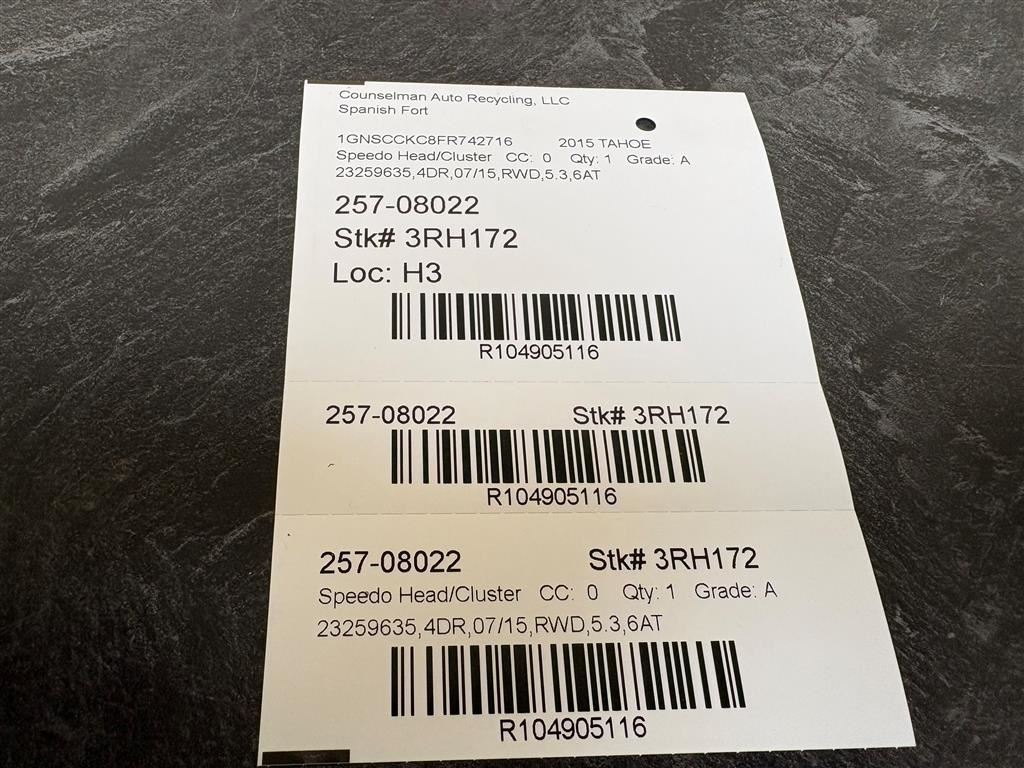 Counselman Auto Recycling, LLC
Spanish Fort
1GNSCCKC8FR742716 2015 TAHOE
Speedo Head/Cluster CC: 0 Qty: 1 Grade: A
23259635,4DR,07/15,RWD,5.3,6AT
257-08022
Stk# 3RH172
Loc: H3
R104905116
257-08022 Stk# 3RH172
R104905116
257-08022 Stk# 3RH172
Speedo Head/Cluster CC: 0 Qty: 1 Grade: A
23259635,4DR,07/15,RWD,5.3,6AT
R104905116